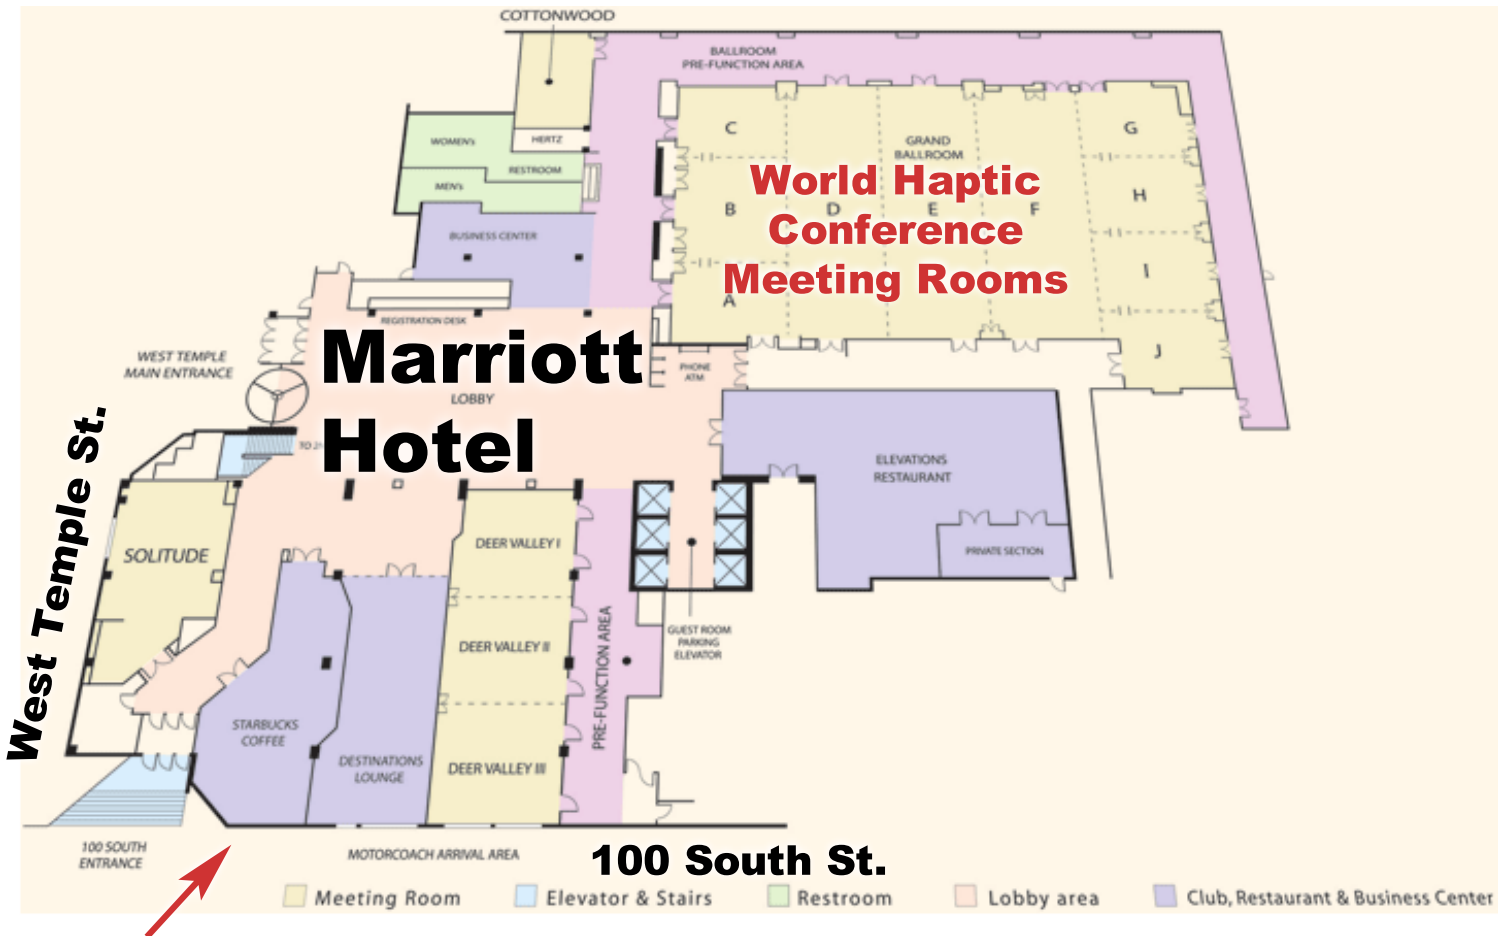 COTTONWOOD
BALLROOM
PRE-FUNCTION AREA
WOMEN's
HERTZ
RESTROOM
MEN's
BUSINESS CENTER
C
GRAND
BALLROOM
G
World Haptic
Conference
Meeting Rooms
B
D
E
F
H
A
I
J
REGISTRATION DESK
WEST TEMPLE
MAIN ENTRANCE
Marriott
Hotel
LOBBY
PHONE
ATM
TO 2
West Temple St.
ELEVATIONS
RESTAURANT
PRIVATE SECTION
SOLITUDE
DEER VALLEY I
DEER VALLEY II
DEER VALLEY III
PRE-FUNCTION AREA
GUEST ROOM
PARKING
ELEVATOR
STARBUCKS
COFFEE
DESTINATIONS
LOUNGE
100 SOUTH
ENTRANCE
MOTORCOACH ARRIVAL AREA
100 South St.
Meeting Room
Elevator & Stairs
Restroom
Lobby area
Club, Restaurant & Business Center